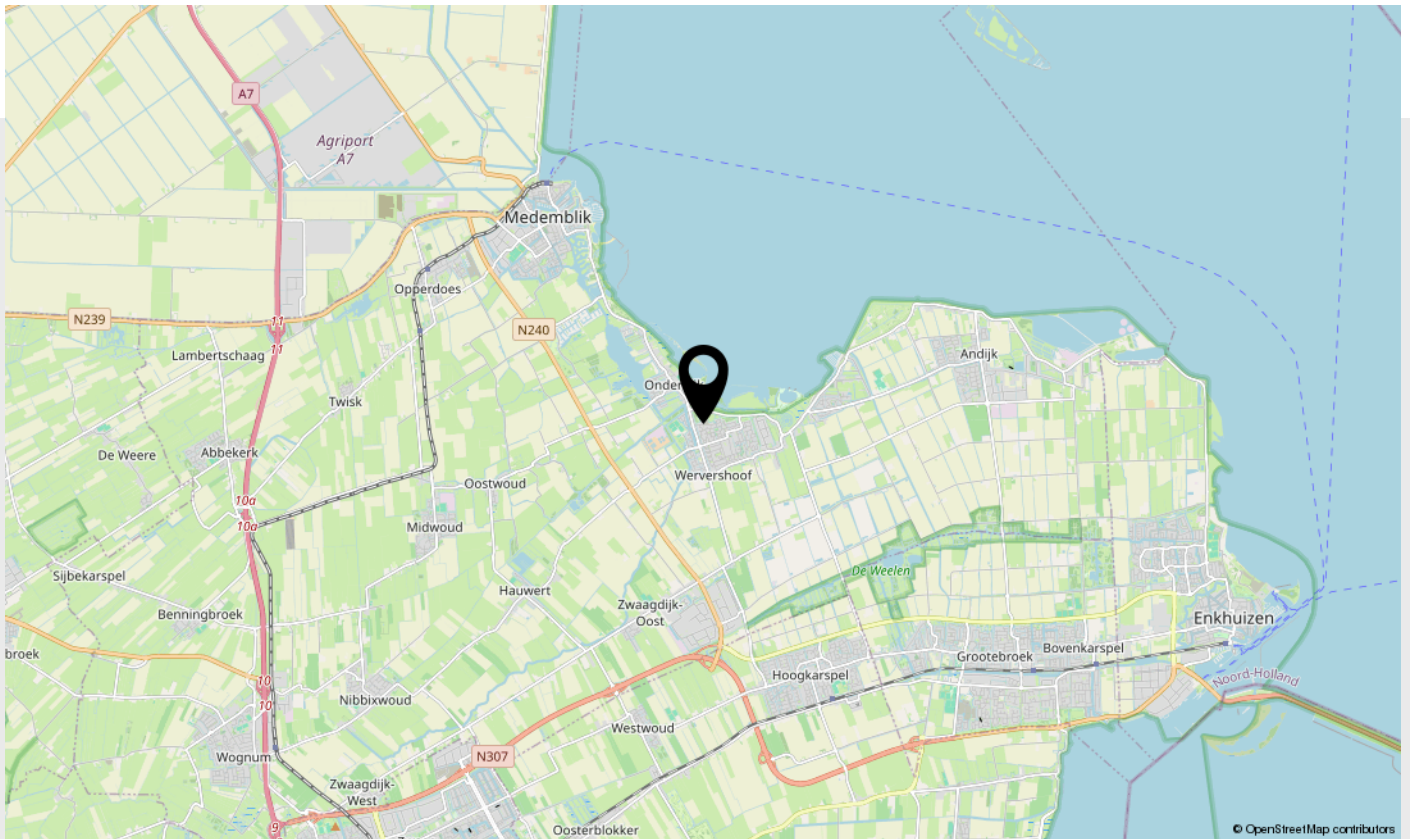 A7
Agriport
A7
Medemblik
Opperdoes
N239
N240
11
11
Lambertschaag
Andijk
Twisk
De Weere
Abbekerk
Wervershoof
Oostwoud
10a
10a
Midwoud
De Weelen
Sijbekarspel
Hauwert
Benningbroek
Zwaagdijk-
Oost
Enkhuizen
broek
Grootebroek
Bovenkarspel
Hoogkarspel
Noord-Holland
10
10
Nibbixwoud
Westwoud
Wognum
N307
Zwaagdijk-
West
9
Oosterblokker
© OpenStreetMap contributors